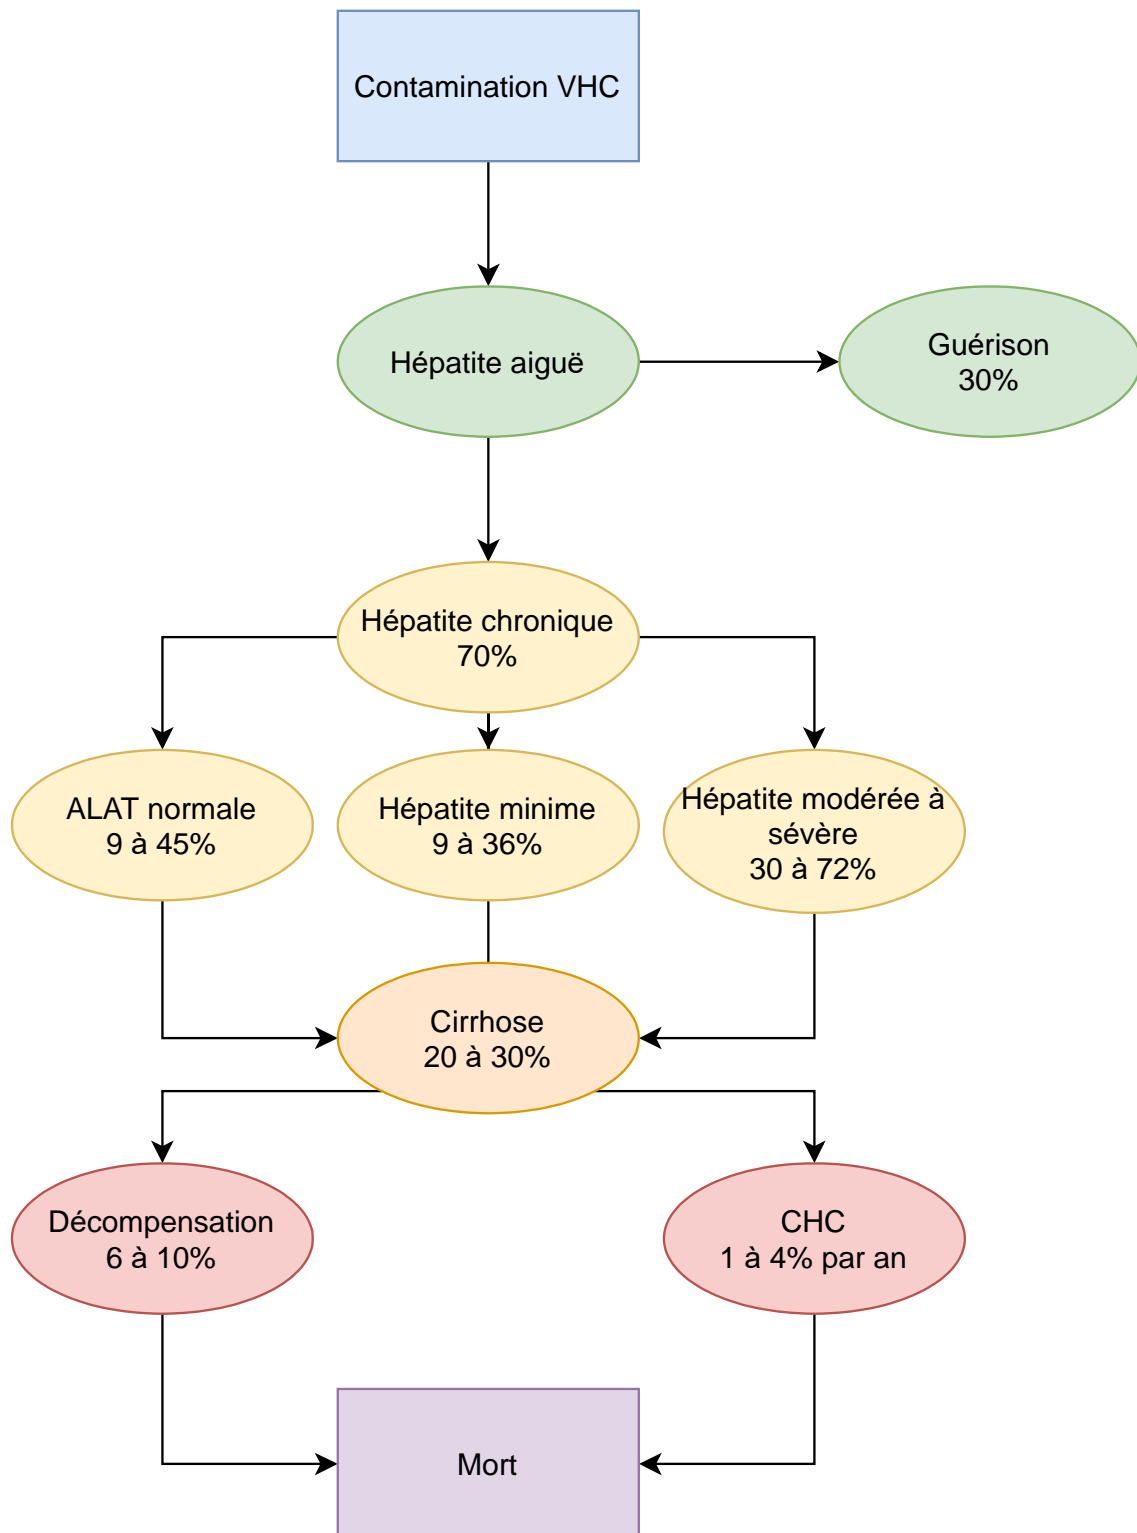 Contamination VHC
Hépatite aiguë
Guérison
30%
Hépatite chronique
70%
ALAT normale
9 à 45%
Hépatite minime
9 à 36%
Hépatite modérée à
sévère
30 à 72%
Cirrhose
20 à 30%
Décompensation
6 à 10%
CHC
1 à 4% par an
Mort